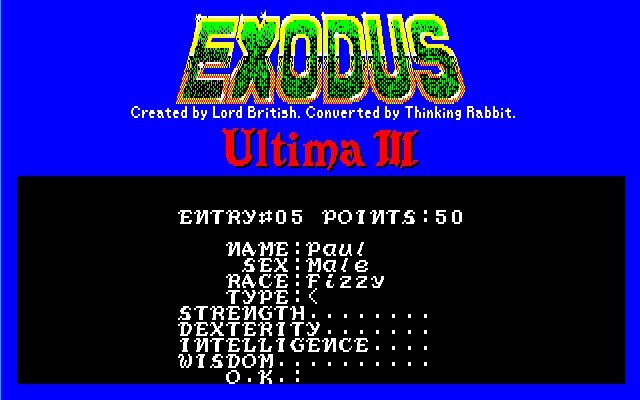 EXODUS
Created by Lord British. Converted by Thinking Rabbit.
Ultima III
ENTRY#05 POINTS:50
NAME:Paul
SEX:Male
RACE:Fizzy
TYPE:<
STRENGTH........
DEXTERITY.......
INTELLIGENCE....
WISDOM..........
O.K.: